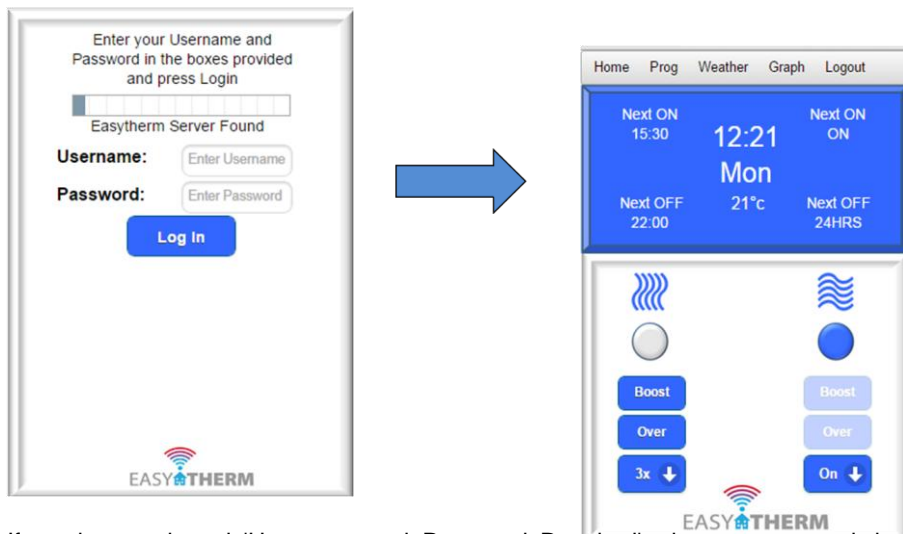 Enter your Username and
Password in the boxes provided
and press Login
Easytherm Server Found
Username: Enter Username
Password: Enter Password
Log In
EASYTHERM
Home Prog Weather Graph Logout
Next ON
15:30
12:21
Mon
21°c
Next OFF
22:00
Next ON
ON
Next OFF
24HRS
Boost
Over
3x
Boost
Over
On
EASYTHERM